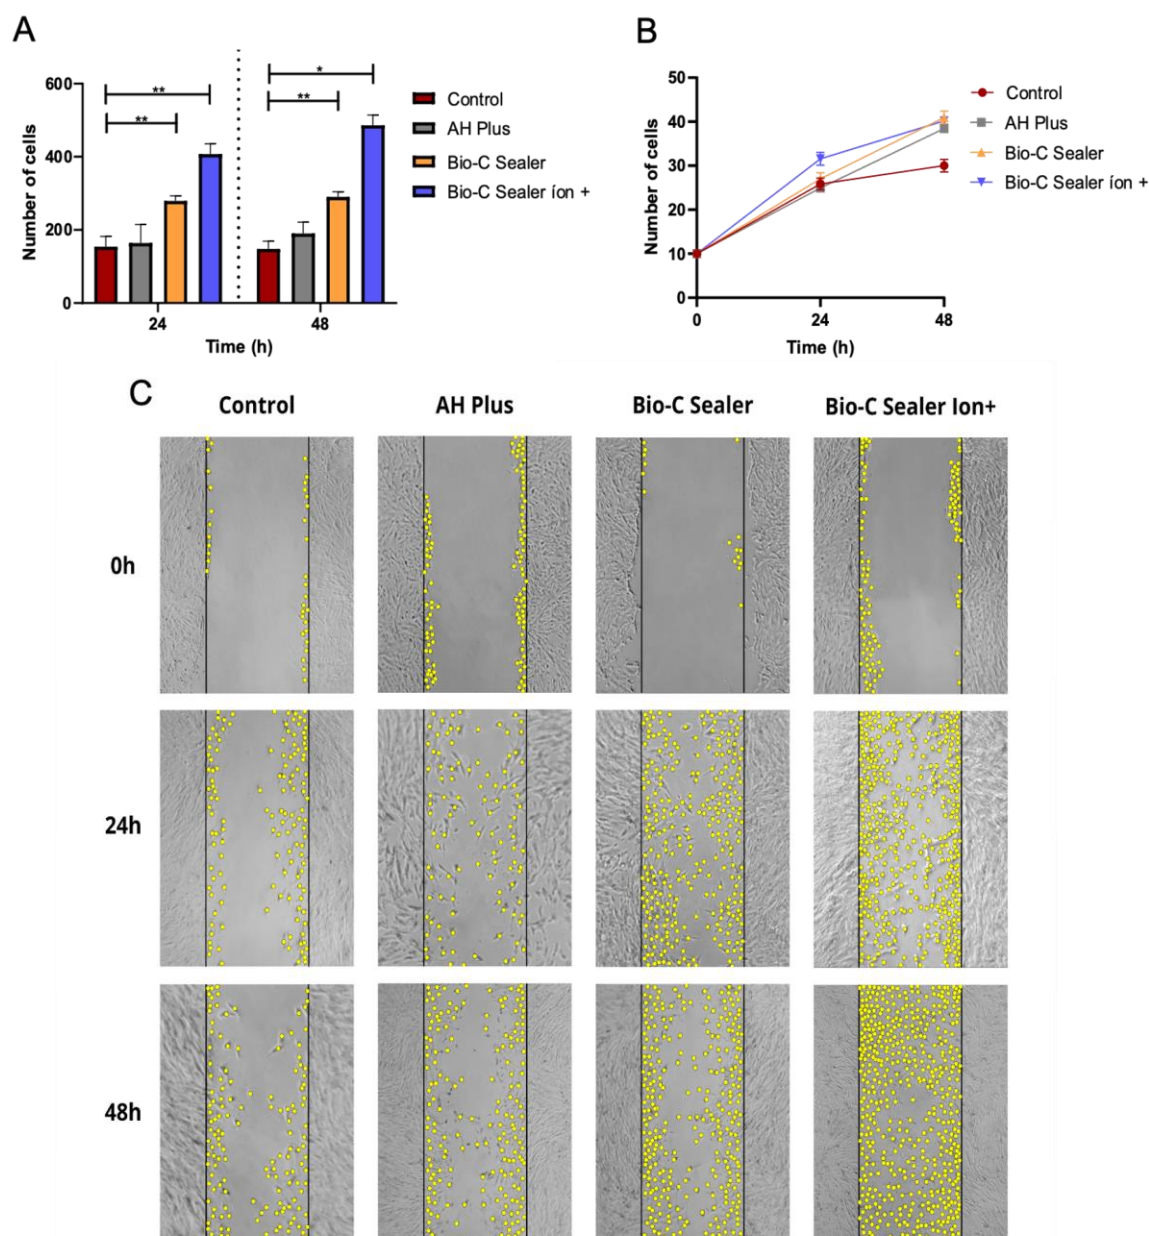 A
600
400
200
0
Number of cells
**
**
*
**
24
48
Time (h)
Control
AH Plus
Bio-C Sealer
Bio-C Sealer íon +
B
50
40
30
20
10
0
Number of cells
0
24
48
Time (h)
Control
AH Plus
Bio-C Sealer
Bio-C Sealer íon +
C
Control
AH Plus
Bio-C Sealer
Bio-C Sealer Ion+
0h
24h
48h